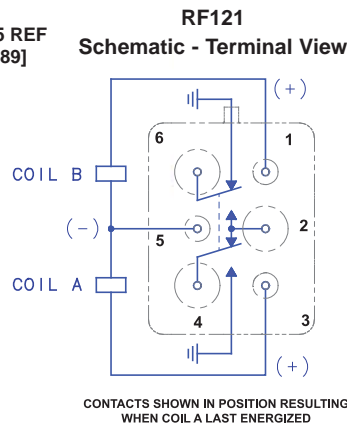 5 REF
89]
RF121
Schematic - Terminal View
(+)
6
1
COIL B
(-)
5
2
COIL A
4
3
(+)
CONTACTS SHOWN IN POSITION RESULTING
WHEN COIL A LAST ENERGIZED